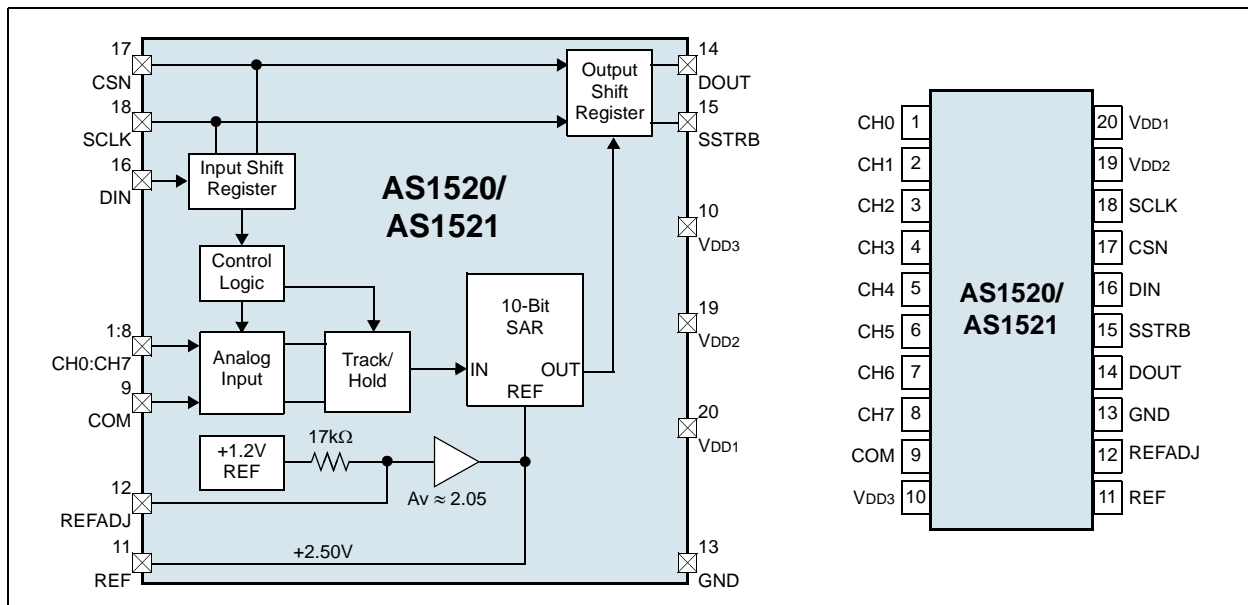 17
CSN
18
SCLK
16
DIN
Input Shift
Register
Control
Logic
1:8
CH0:CH7
9
COM
Analog
Input
Track/
Hold
+1.2V
REF
17kΩ
Av ≈ 2.05
12
REFADJ
11
REF
+2.50V
AS1520/
AS1521
10-Bit
SAR
IN
OUT
REF
Output
Shift
Register
14
DOUT
15
SSTRB
10
VDD3
19
VDD2
20
VDD1
13
GND
CH0 1
CH1 2
CH2 3
CH3 4
CH4 5
CH5 6
CH6 7
CH7 8
COM 9
VDD3 10
AS1520/
AS1521
20 VDD1
19 VDD2
18 SCLK
17 CSN
16 DIN
15 SSTRB
14 DOUT
13 GND
12 REFADJ
11 REF